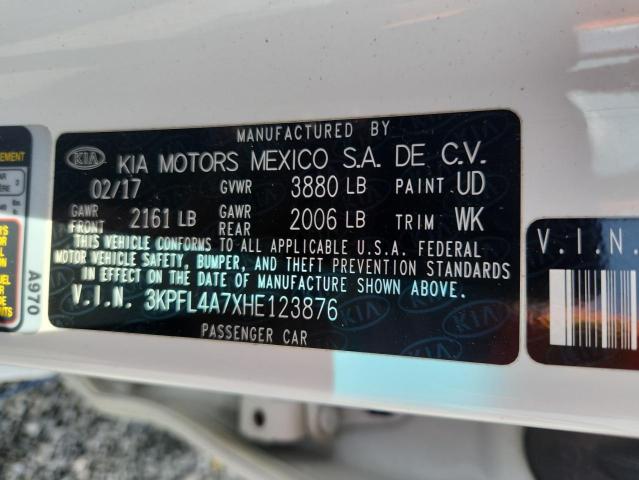 MANUFACTURED BY
KIA KIA MOTORS MEXICO S.A. DE C.V.
02/17 GVWR 3880 LB PAINT UD
GAWR FRONT 2161 LB GAWR REAR 2006 LB TRIM WK
THIS VEHICLE CONFORMS TO ALL APPLICABLE U.S.A. FEDERAL
MOTOR VEHICLE SAFETY, BUMPER, AND THEFT PREVENTION STANDARDS
IN EFFECT ON THE DATE OF MANUFACTURE SHOWN ABOVE.
V.I.N. 3KPFL4A7XHE123876
PASSENGER CAR
A970
V.I.N.